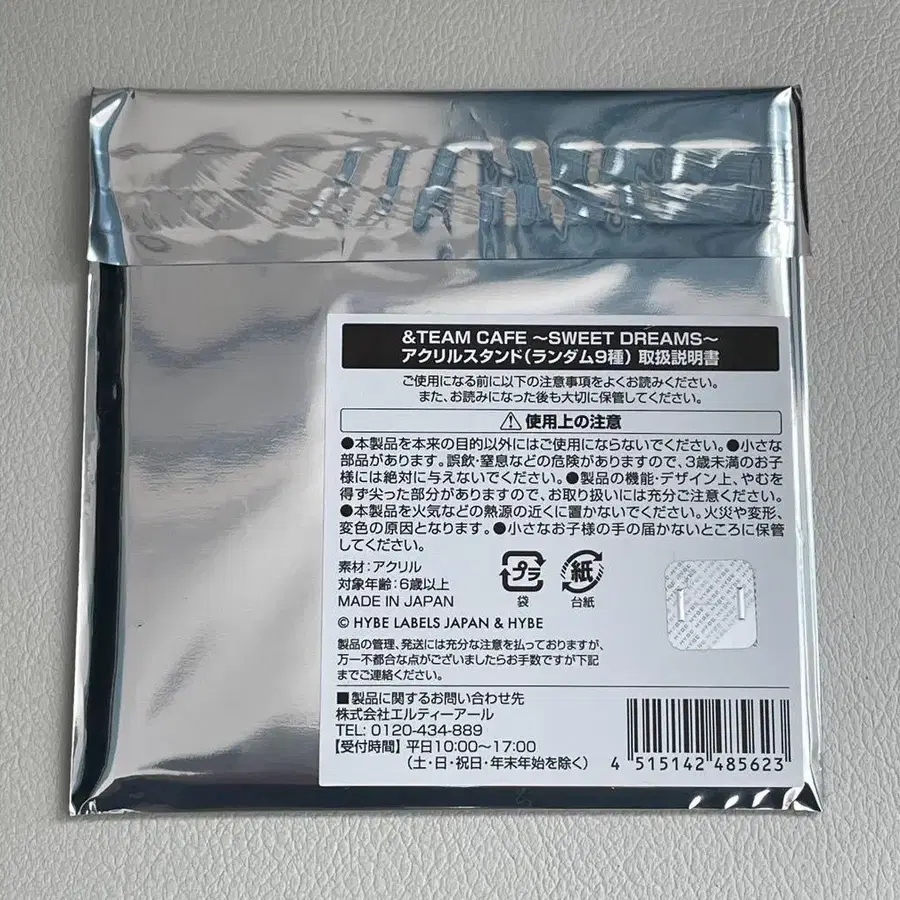 &TEAM CAFE ～SWEET DREAMS～
アクリルスタンド（ランダム9種） 取扱説明書
ご使用になる前に以下の注意事項をよくお読みください。
また、お読みになった後も大切に保管してください。
⚠ 使用上の注意
●本製品を本来の目的以外にはご使用にならないでください。●小さな
部品があります。誤飲・窒息などの危険がありますので、3歳未満のお子
様には絶対に与えないでください。●製品の機能・デザイン上、やむを
得ず尖った部分がありますので、お取り扱いには充分ご注意ください。
●本製品を火気などの熱源の近くに置かないでください。火災や変形、
変色の原因となります。●小さなお子様の手の届かないところに保管
してください。
素材：アクリル
対象年齢：6歳以上
MADE IN JAPAN
プラ
袋
紙
台紙
HYBE HYBE HYBE
© HYBE LABELS JAPAN & HYBE
製品の管理、発送には充分な注意を払っておりますが、
万一不都合な点がございましたらお手数ですが下記
までご連絡ください。
■製品に関するお問い合わせ先
株式会社エルティーアール
TEL: 0120-434-889
【受付時間】 平日10:00～17:00
（土・日・祝日・年末年始を除く）
4 515142 485623